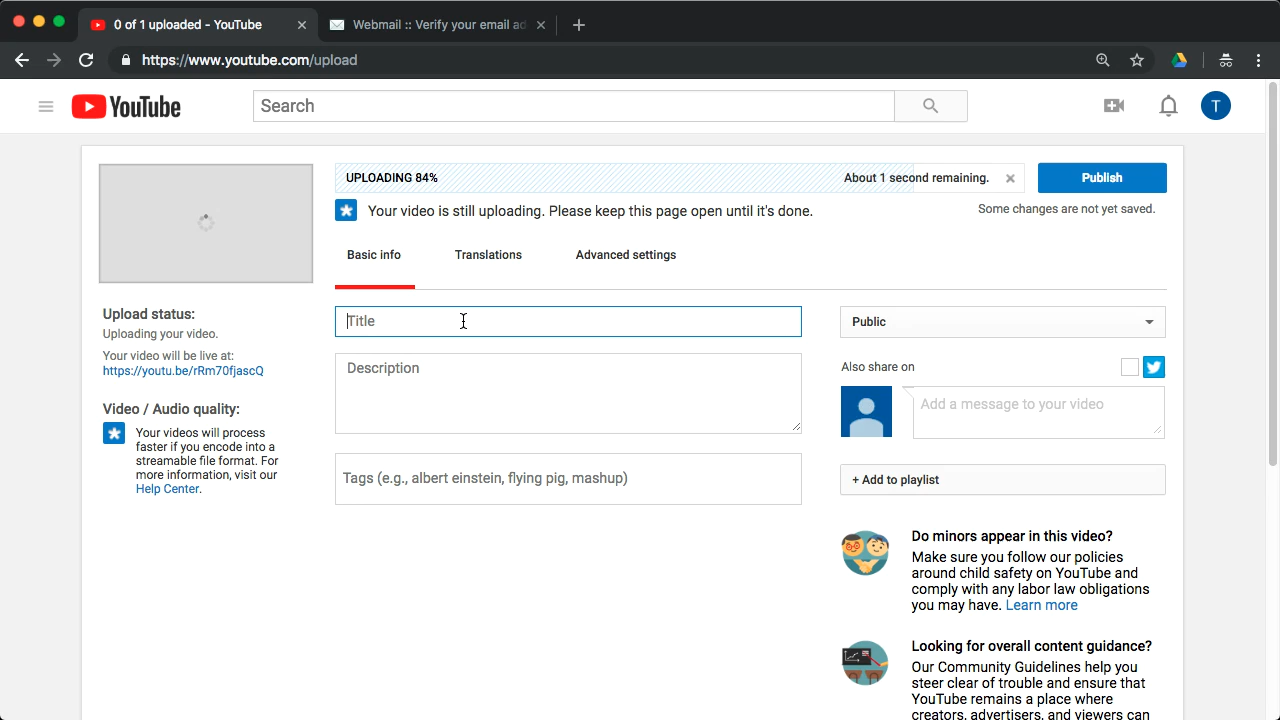 0 of 1 uploaded - YouTube
Webmail :: Verify your email ad
https://www.youtube.com/upload
YouTube
Search
T
UPLOADING 84%
About 1 second remaining.
Publish
Your video is still uploading. Please keep this page open until it's done.
Some changes are not yet saved.
Basic info
Translations
Advanced settings
Upload status:
Uploading your video.
Your video will be live at:
https://youtu.be/rRm70fjascQ
Video / Audio quality:
Your videos will process
faster if you encode into a
streamable file format. For
more information, visit our
Help Center.
Title
Description
Tags (e.g., albert einstein, flying pig, mashup)
Public
Also share on
Add a message to your video
+ Add to playlist
Do minors appear in this video?
Make sure you follow our policies
around child safety on YouTube and
comply with any labor law obligations
you may have. Learn more
Looking for overall content guidance?
Our Community Guidelines help you
steer clear of trouble and ensure that
YouTube remains a place where
creators, advertisers, and viewers can